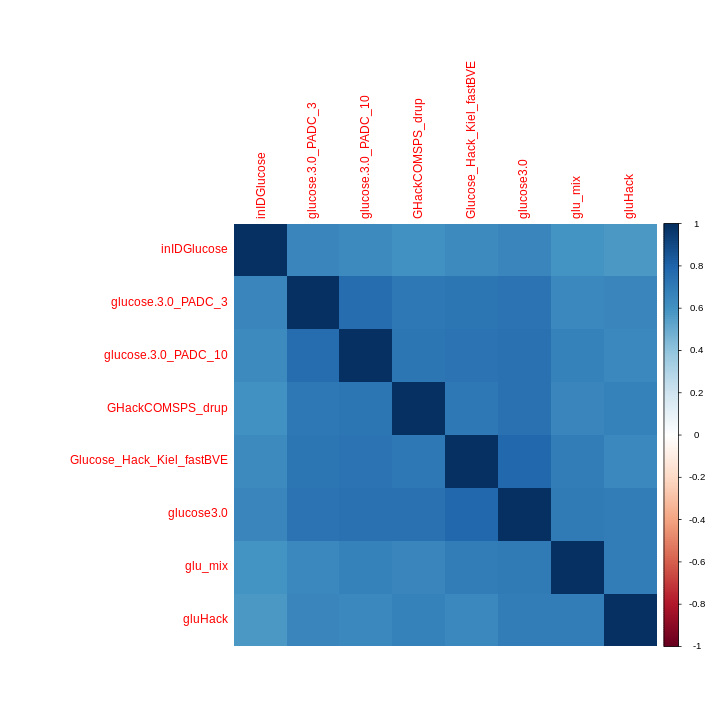 inIDGlucose
glucose.3.0_PADC_3
glucose.3.0_PADC_10
GHackCOMSPS_drup
Glucose_Hack_Kiel_fastBVE
glucose3.0
glu_mix
gluHack
inIDGlucose
glucose.3.0_PADC_3
glucose.3.0_PADC_10
GHackCOMSPS_drup
Glucose_Hack_Kiel_fastBVE
glucose3.0
glu_mix
gluHack
1
0.8
0.6
0.4
0.2
0
-0.2
-0.4
-0.6
-0.8
-1